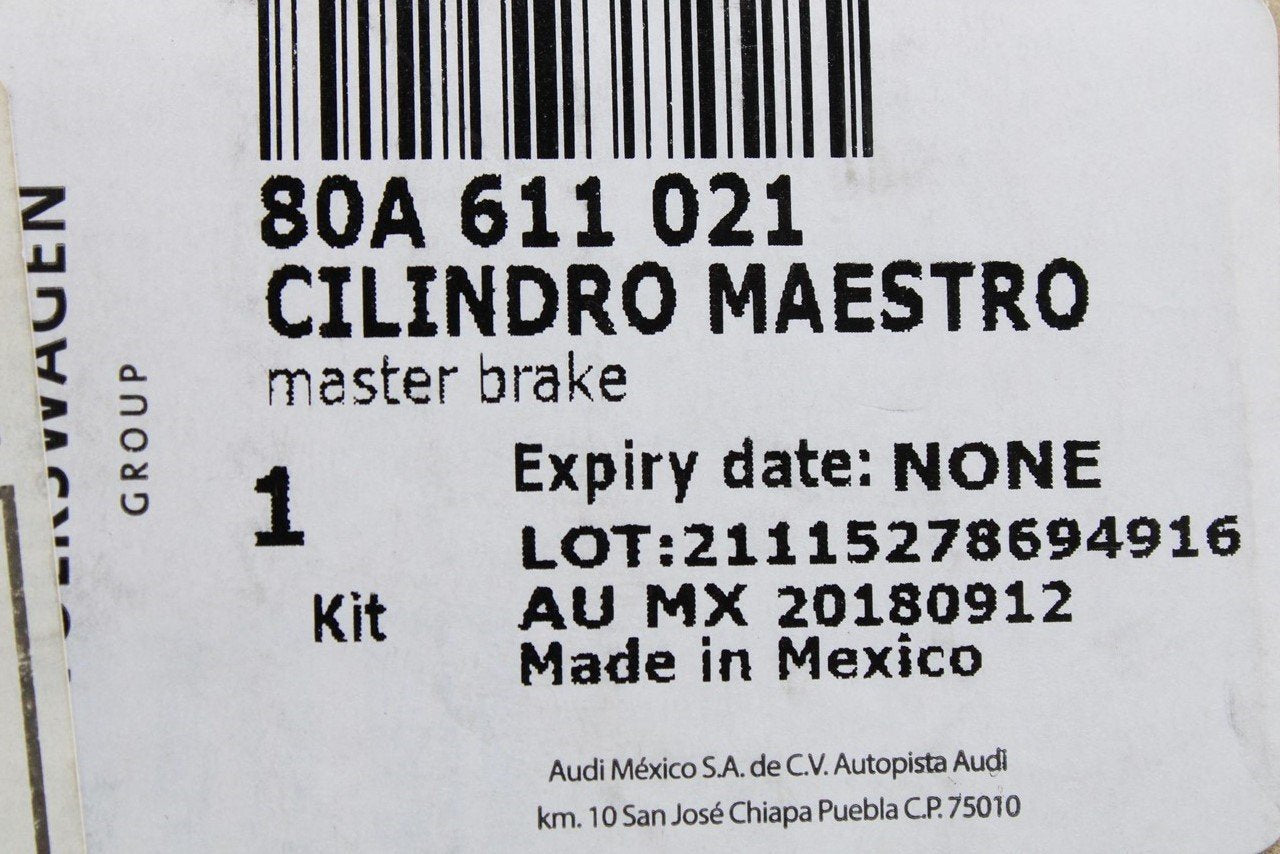 80A 611 021
CILINDRO MAESTRO
master brake
1
Kit
Expiry date: NONE
LOT:211115278694916
AU MX 20180912
Made in Mexico
Audi México S.A. de C.V. Autopista Audi
km. 10 San José Chiapa Puebla C.P. 75010
GROUP